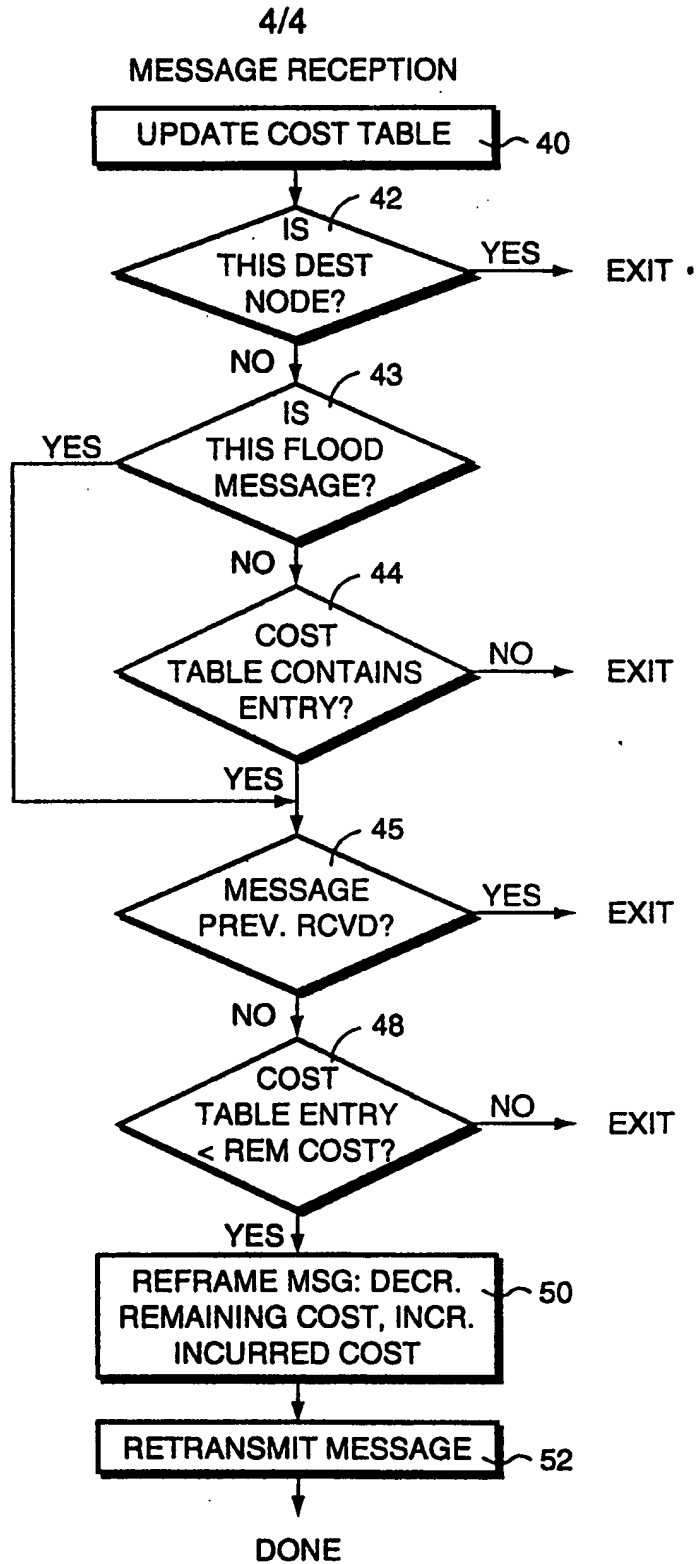 4/4
MESSAGE RECEPTION
UPDATE COST TABLE
40
42
IS
THIS DEST
NODE?
YES
EXIT
NO
43
IS
THIS FLOOD
MESSAGE?
YES
NO
44
COST
TABLE CONTAINS
ENTRY?
NO
EXIT
YES
45
MESSAGE
PREV. RCVD?
YES
EXIT
NO
48
COST
TABLE ENTRY
< REM COST?
NO
EXIT
YES
REFRAME MSG: DECR.
REMAINING COST, INCR.
INCURRED COST
50
RETRANSMIT MESSAGE
52
DONE